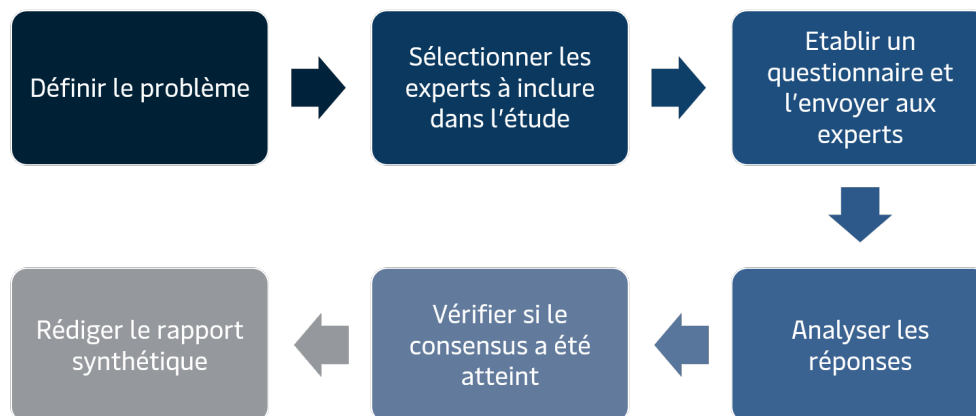 Définir le problème
Sélectionner les
experts à inclure
dans l'étude
Etablir un
questionnaire et
l'envoyer aux
experts
Analyser les
réponses
Vérifier si le
consensus a été
atteint
Rédiger le rapport
synthétique